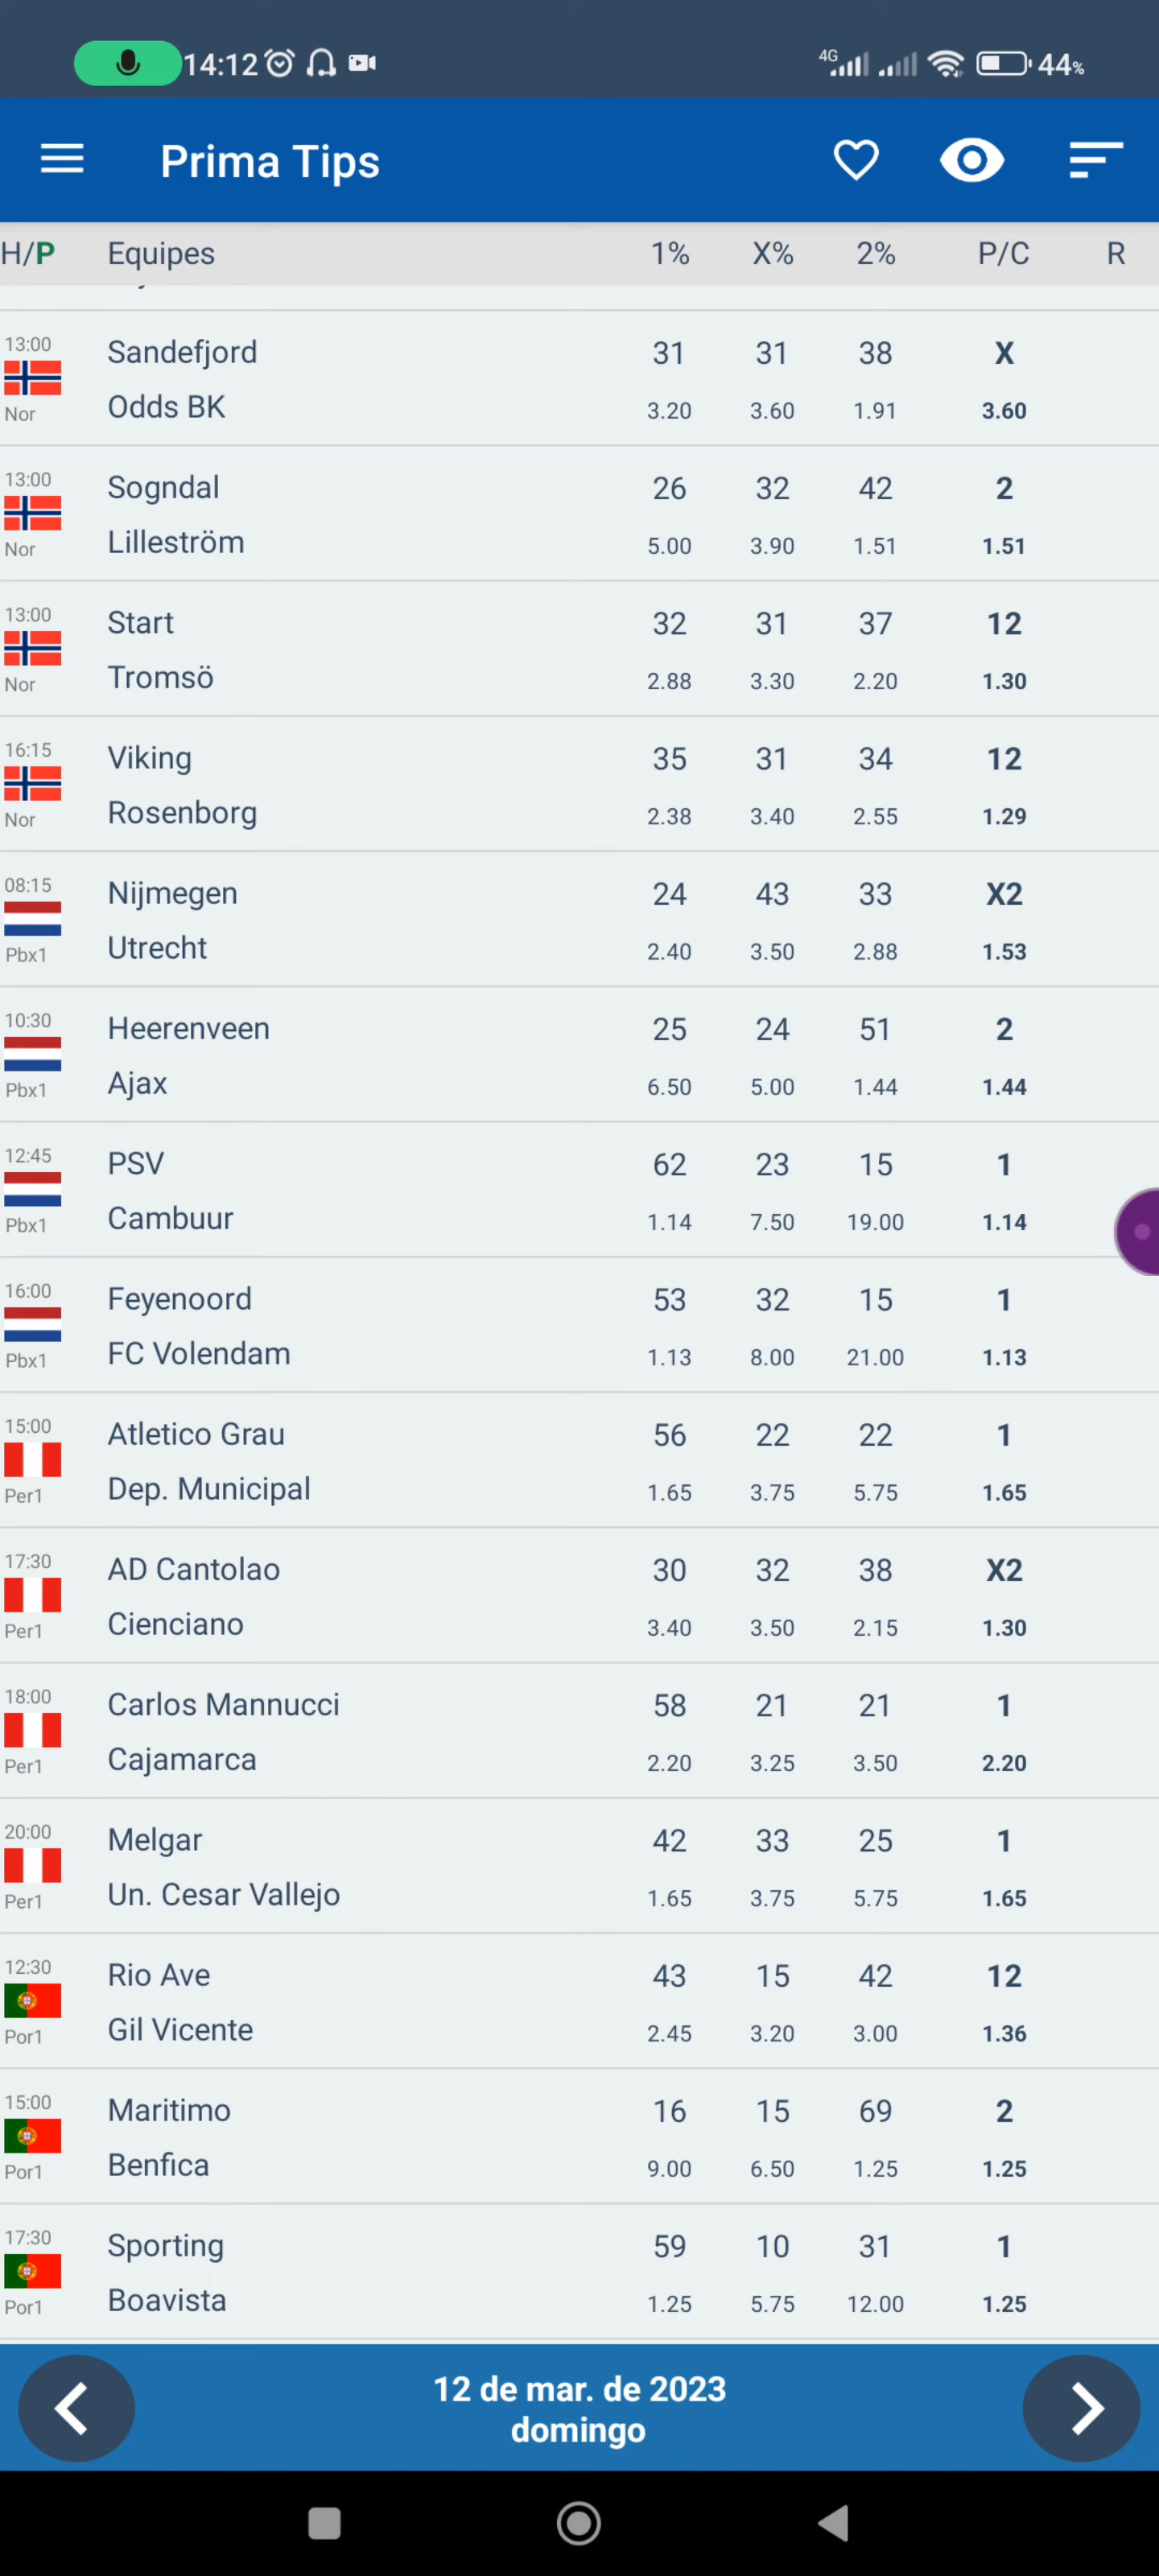 14:12 4G 44%
Prima Tips
H/P Equipes 1% X% 2% P/C R
13:00 Sandefjord 31 31 38 X
Nor Odds BK 3.20 3.60 1.91 3.60
13:00 Sogndal 26 32 42 2
Nor Lilleström 5.00 3.90 1.51 1.51
13:00 Start 32 31 37 12
Nor Tromsö 2.88 3.30 2.20 1.30
16:15 Viking 35 31 34 12
Nor Rosenborg 2.38 3.40 2.55 1.29
08:15 Nijmegen 24 43 33 X2
Pbx1 Utrecht 2.40 3.50 2.88 1.53
10:30 Heerenveen 25 24 51 2
Pbx1 Ajax 6.50 5.00 1.44 1.44
12:45 PSV 62 23 15 1
Pbx1 Cambuur 1.14 7.50 19.00 1.14
16:00 Feyenoord 53 32 15 1
Pbx1 FC Volendam 1.13 8.00 21.00 1.13
15:00 Atletico Grau 56 22 22 1
Per1 Dep. Municipal 1.65 3.75 5.75 1.65
17:30 AD Cantolao 30 32 38 X2
Per1 Cienciano 3.40 3.50 2.15 1.30
18:00 Carlos Mannucci 58 21 21 1
Per1 Cajamarca 2.20 3.25 3.50 2.20
20:00 Melgar 42 33 25 1
Per1 Un. Cesar Vallejo 1.65 3.75 5.75 1.65
12:30 Rio Ave 43 15 42 12
Por1 Gil Vicente 2.45 3.20 3.00 1.36
15:00 Maritimo 16 15 69 2
Por1 Benfica 9.00 6.50 1.25 1.25
17:30 Sporting 59 10 31 1
Por1 Boavista 1.25 5.75 12.00 1.25
12 de mar. de 2023
domingo